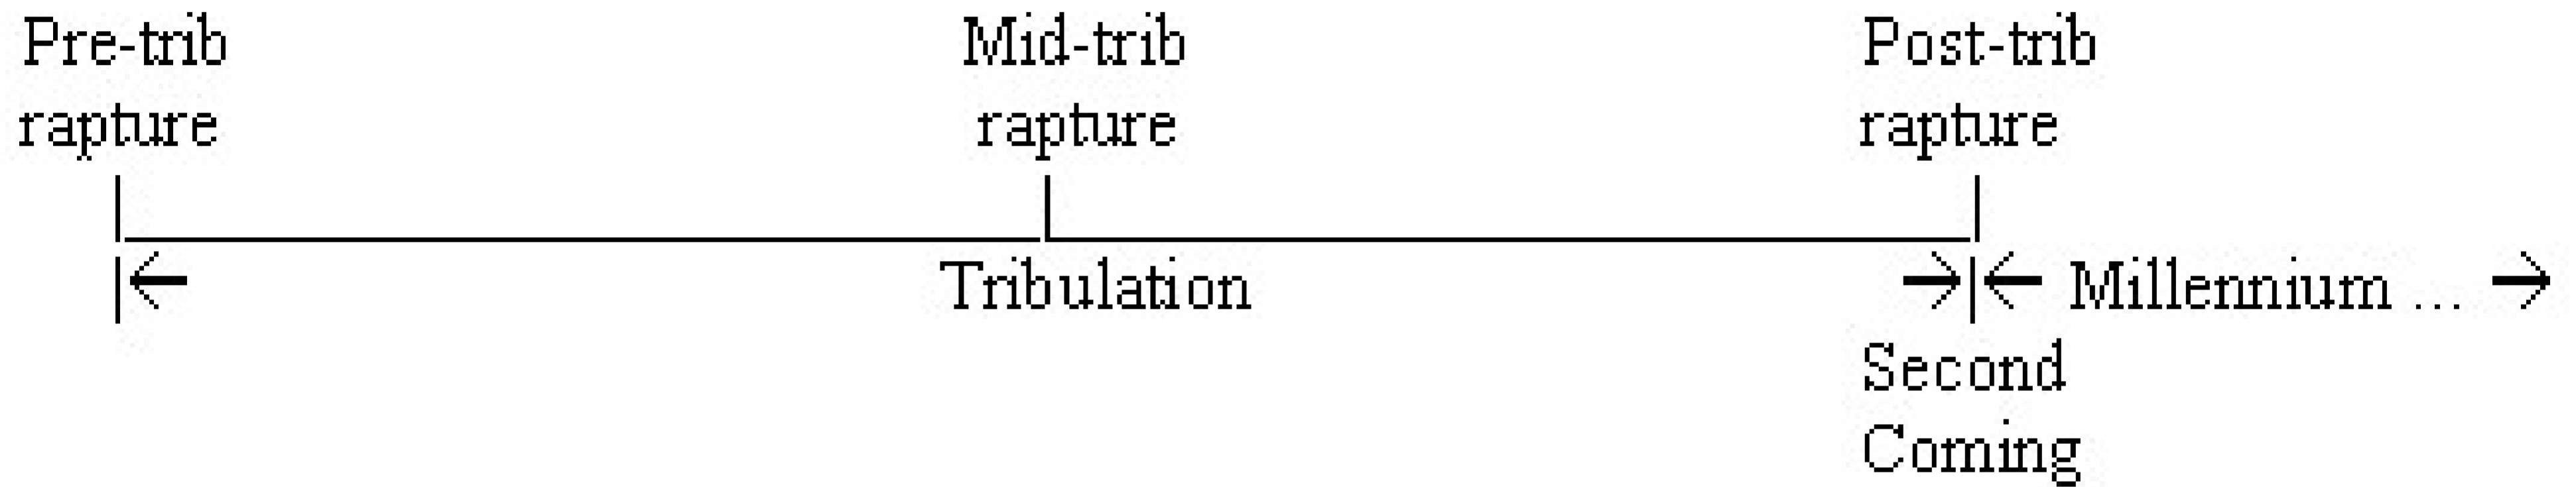 Pre-trib
rapture
Mid-trib
rapture
Post-trib
rapture
Tribulation
Millennium ...
Second
Coming